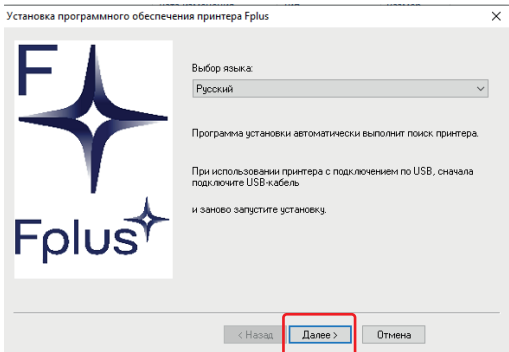 Установка программного обеспечения принтера Fplus
F
Fplus
Выбор языка:
Русский
Программа установки автоматически выполнит поиск принтера.
При использовании принтера с подключением по USB, сначала
подключите USB-кабель
и заново запустите установку.
< Назад
Далее >
Отмена